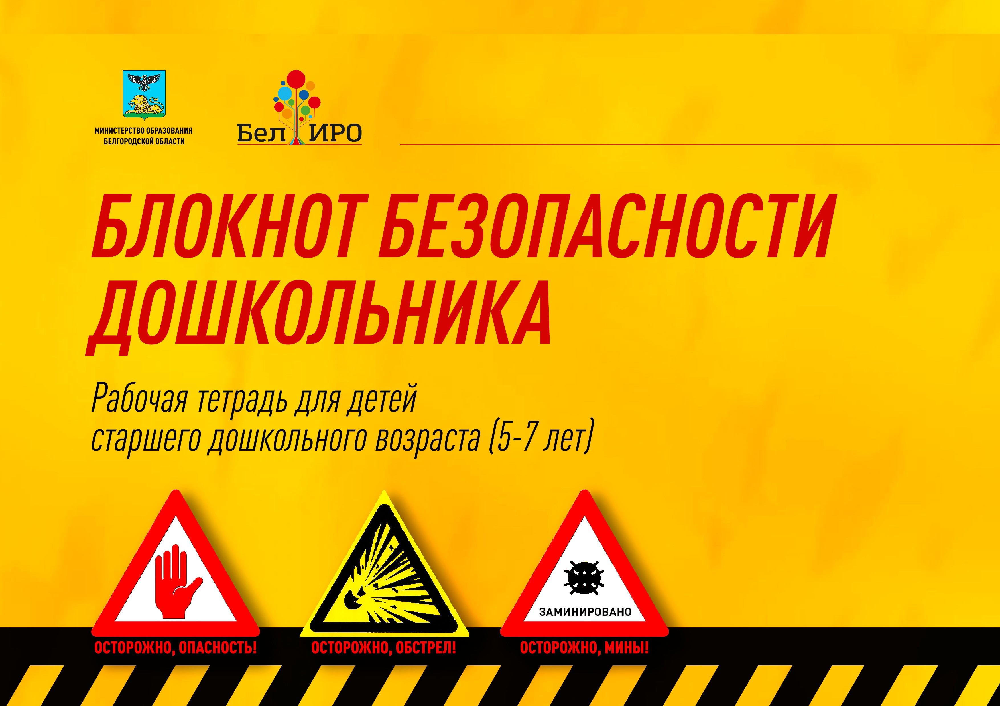 МИНИСТЕРСТВО ОБРАЗОВАНИЯ
БЕЛГОРОДСКОЙ ОБЛАСТИ
Бел ИРО
БЛОКНОТ БЕЗОПАСНОСТИ
ДОШКОЛЬНИКА
Рабочая тетрадь для детей
старшего дошкольного возраста (5-7 лет)
ЗАМИНИРОВАНО
ОСТОРОЖНО, ОПАСНОСТЬ!
ОСТОРОЖНО, ОБСТРЕЛ!
ОСТОРОЖНО, МИНЫ!